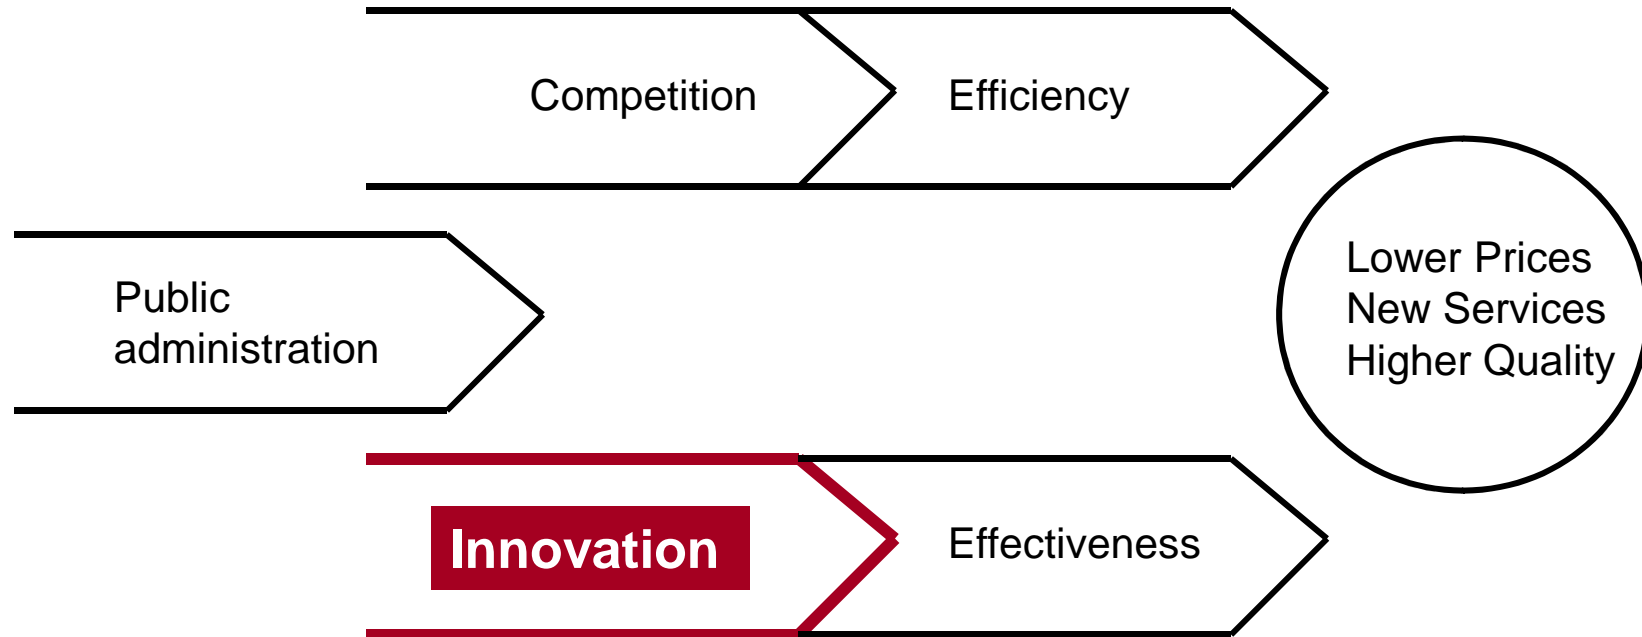 Competition
Efficiency
Public
administration
Lower Prices
New Services
Higher Quality
Innovation
Effectiveness